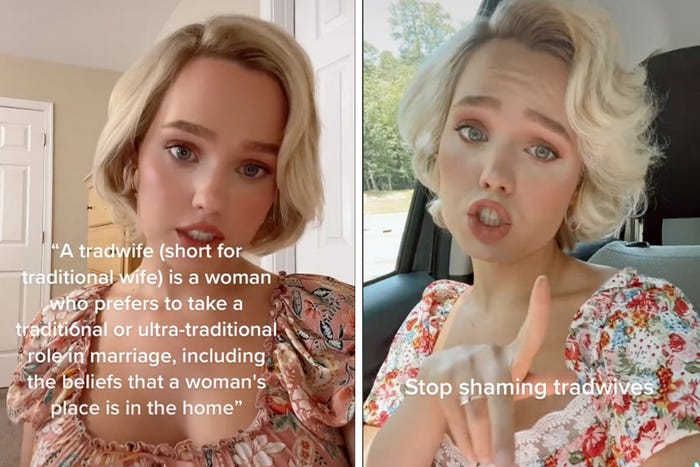 “A tradwife (short for
traditional wife) is a woman
who prefers to take a
traditional or ultra-traditional
role in marriage, including
the beliefs that a woman's
place is in the home”
Stop shaming tradwives